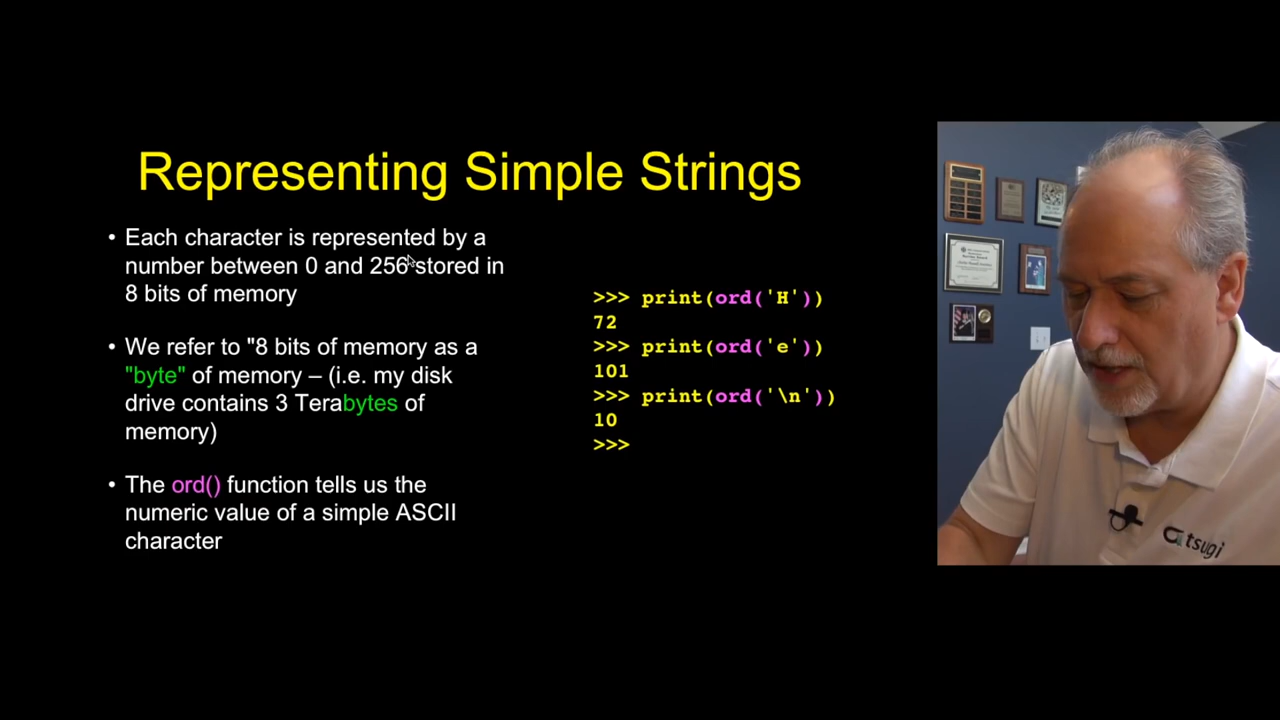 Representing Simple Strings
• Each character is represented by a
number between 0 and 256 stored in
8 bits of memory
• We refer to "8 bits of memory as a
"byte" of memory – (i.e. my disk
drive contains 3 Terabytes of
memory)
• The ord() function tells us the
numeric value of a simple ASCII
character
>>> print(ord('H'))
72
>>> print(ord('e'))
101
>>> print(ord('\n'))
10
>>>
tsugi